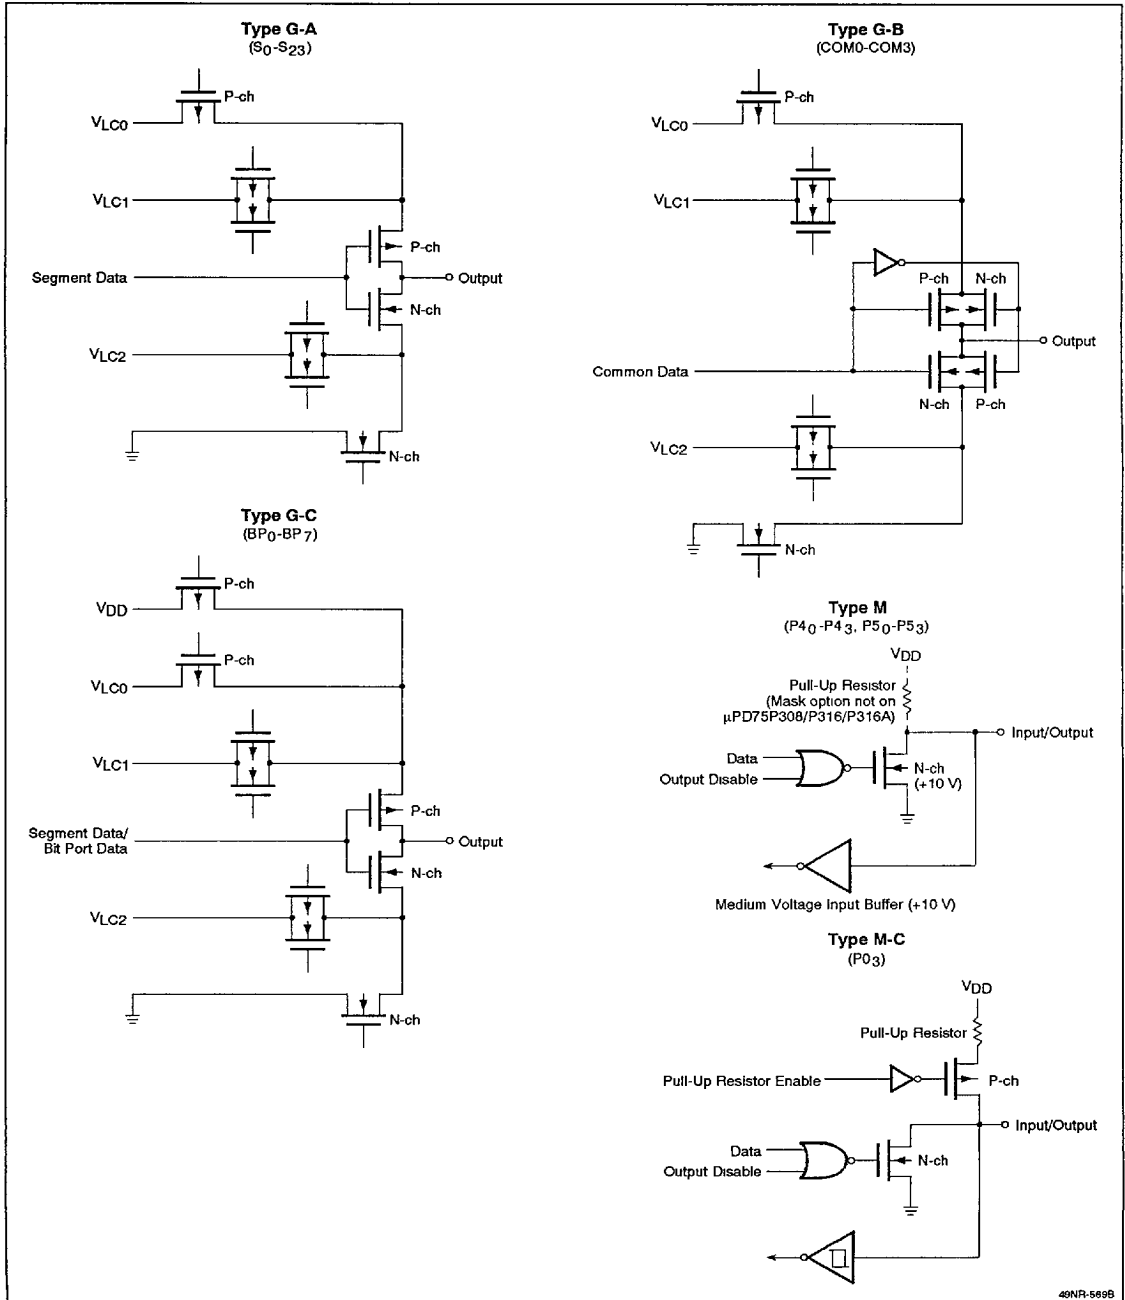 Type G-A
(S0-S23)
P-ch
VLC0
VLC1
P-ch
Segment Data
Output
N-ch
VLC2
N-ch
Type G-B
(COM0-COM3)
P-ch
VLC0
VLC1
P-ch N-ch
Output
Common Data
N-ch P-ch
VLC2
N-ch
Type G-C
(BP0-BP7)
P-ch
VDD
P-ch
VLC0
VLC1
P-ch
Segment Data/
Bit Port Data
Output
N-ch
VLC2
N-ch
Type M
(P40-P43, P50-P53)
VDD
Pull-Up Resistor
(Mask option not on
µPD75P308/P316/P316A)
Input/Output
Data
Output Disable
N-ch
(+10 V)
Medium Voltage Input Buffer (+10 V)
Type M-C
(P03)
VDD
Pull-Up Resistor
Pull-Up Resistor Enable
P-ch
Input/Output
Data
Output Disable
N-ch
49NR-569B